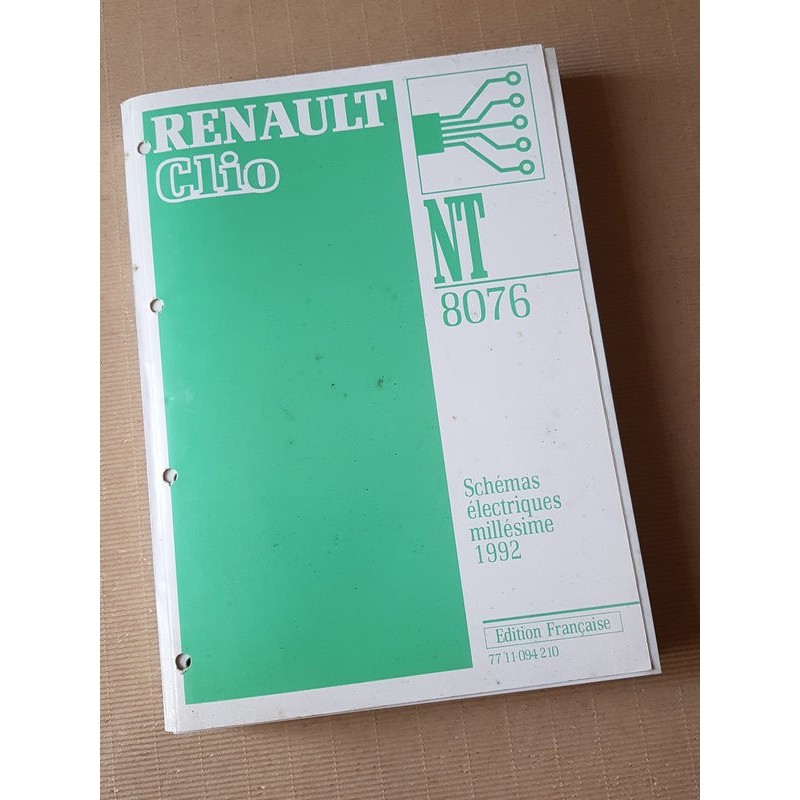 RENAULT
Clio
NT
8076
Schémas
électriques
millésime
1992
Edition Française
77 11 094 210